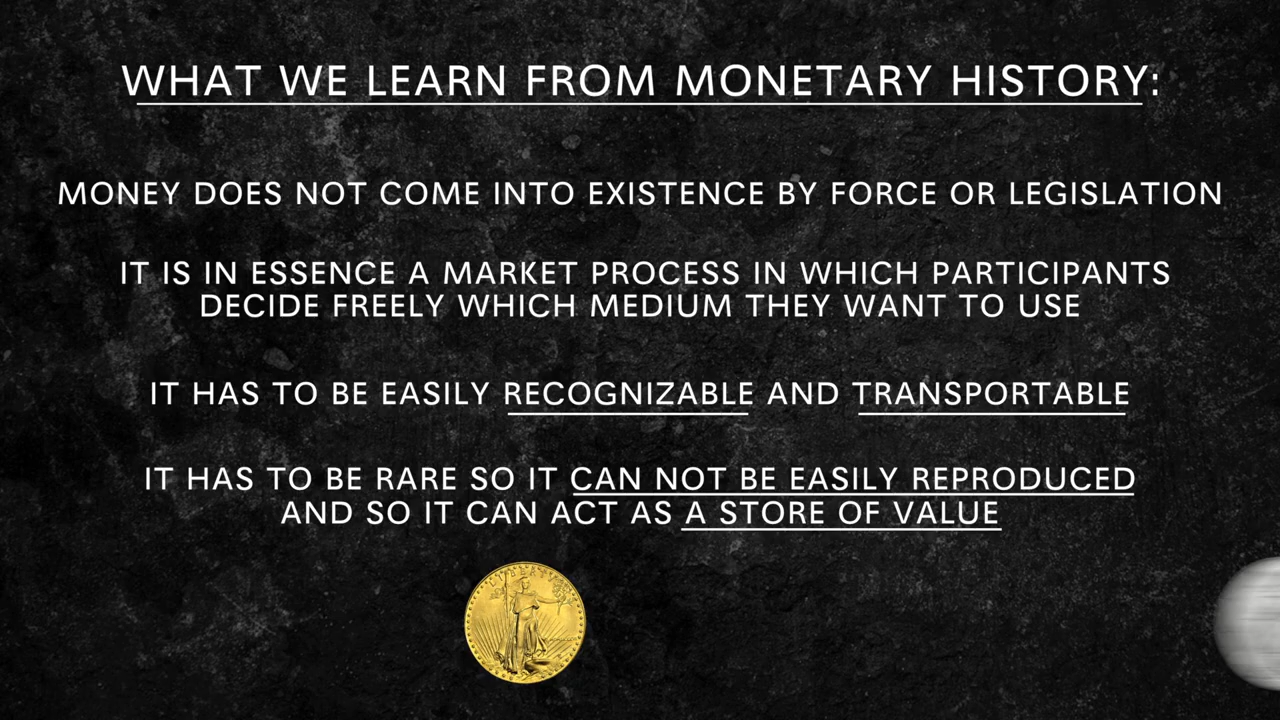 WHAT WE LEARN FROM MONETARY HISTORY:
MONEY DOES NOT COME INTO EXISTENCE BY FORCE OR LEGISLATION
IT IS IN ESSENCE A MARKET PROCESS IN WHICH PARTICIPANTS
DECIDE FREELY WHICH MEDIUM THEY WANT TO USE
IT HAS TO BE EASILY RECOGNIZABLE AND TRANSPORTABLE
IT HAS TO BE RARE SO IT CAN NOT BE EASILY REPRODUCED
AND SO IT CAN ACT AS A STORE OF VALUE
LIBERTY